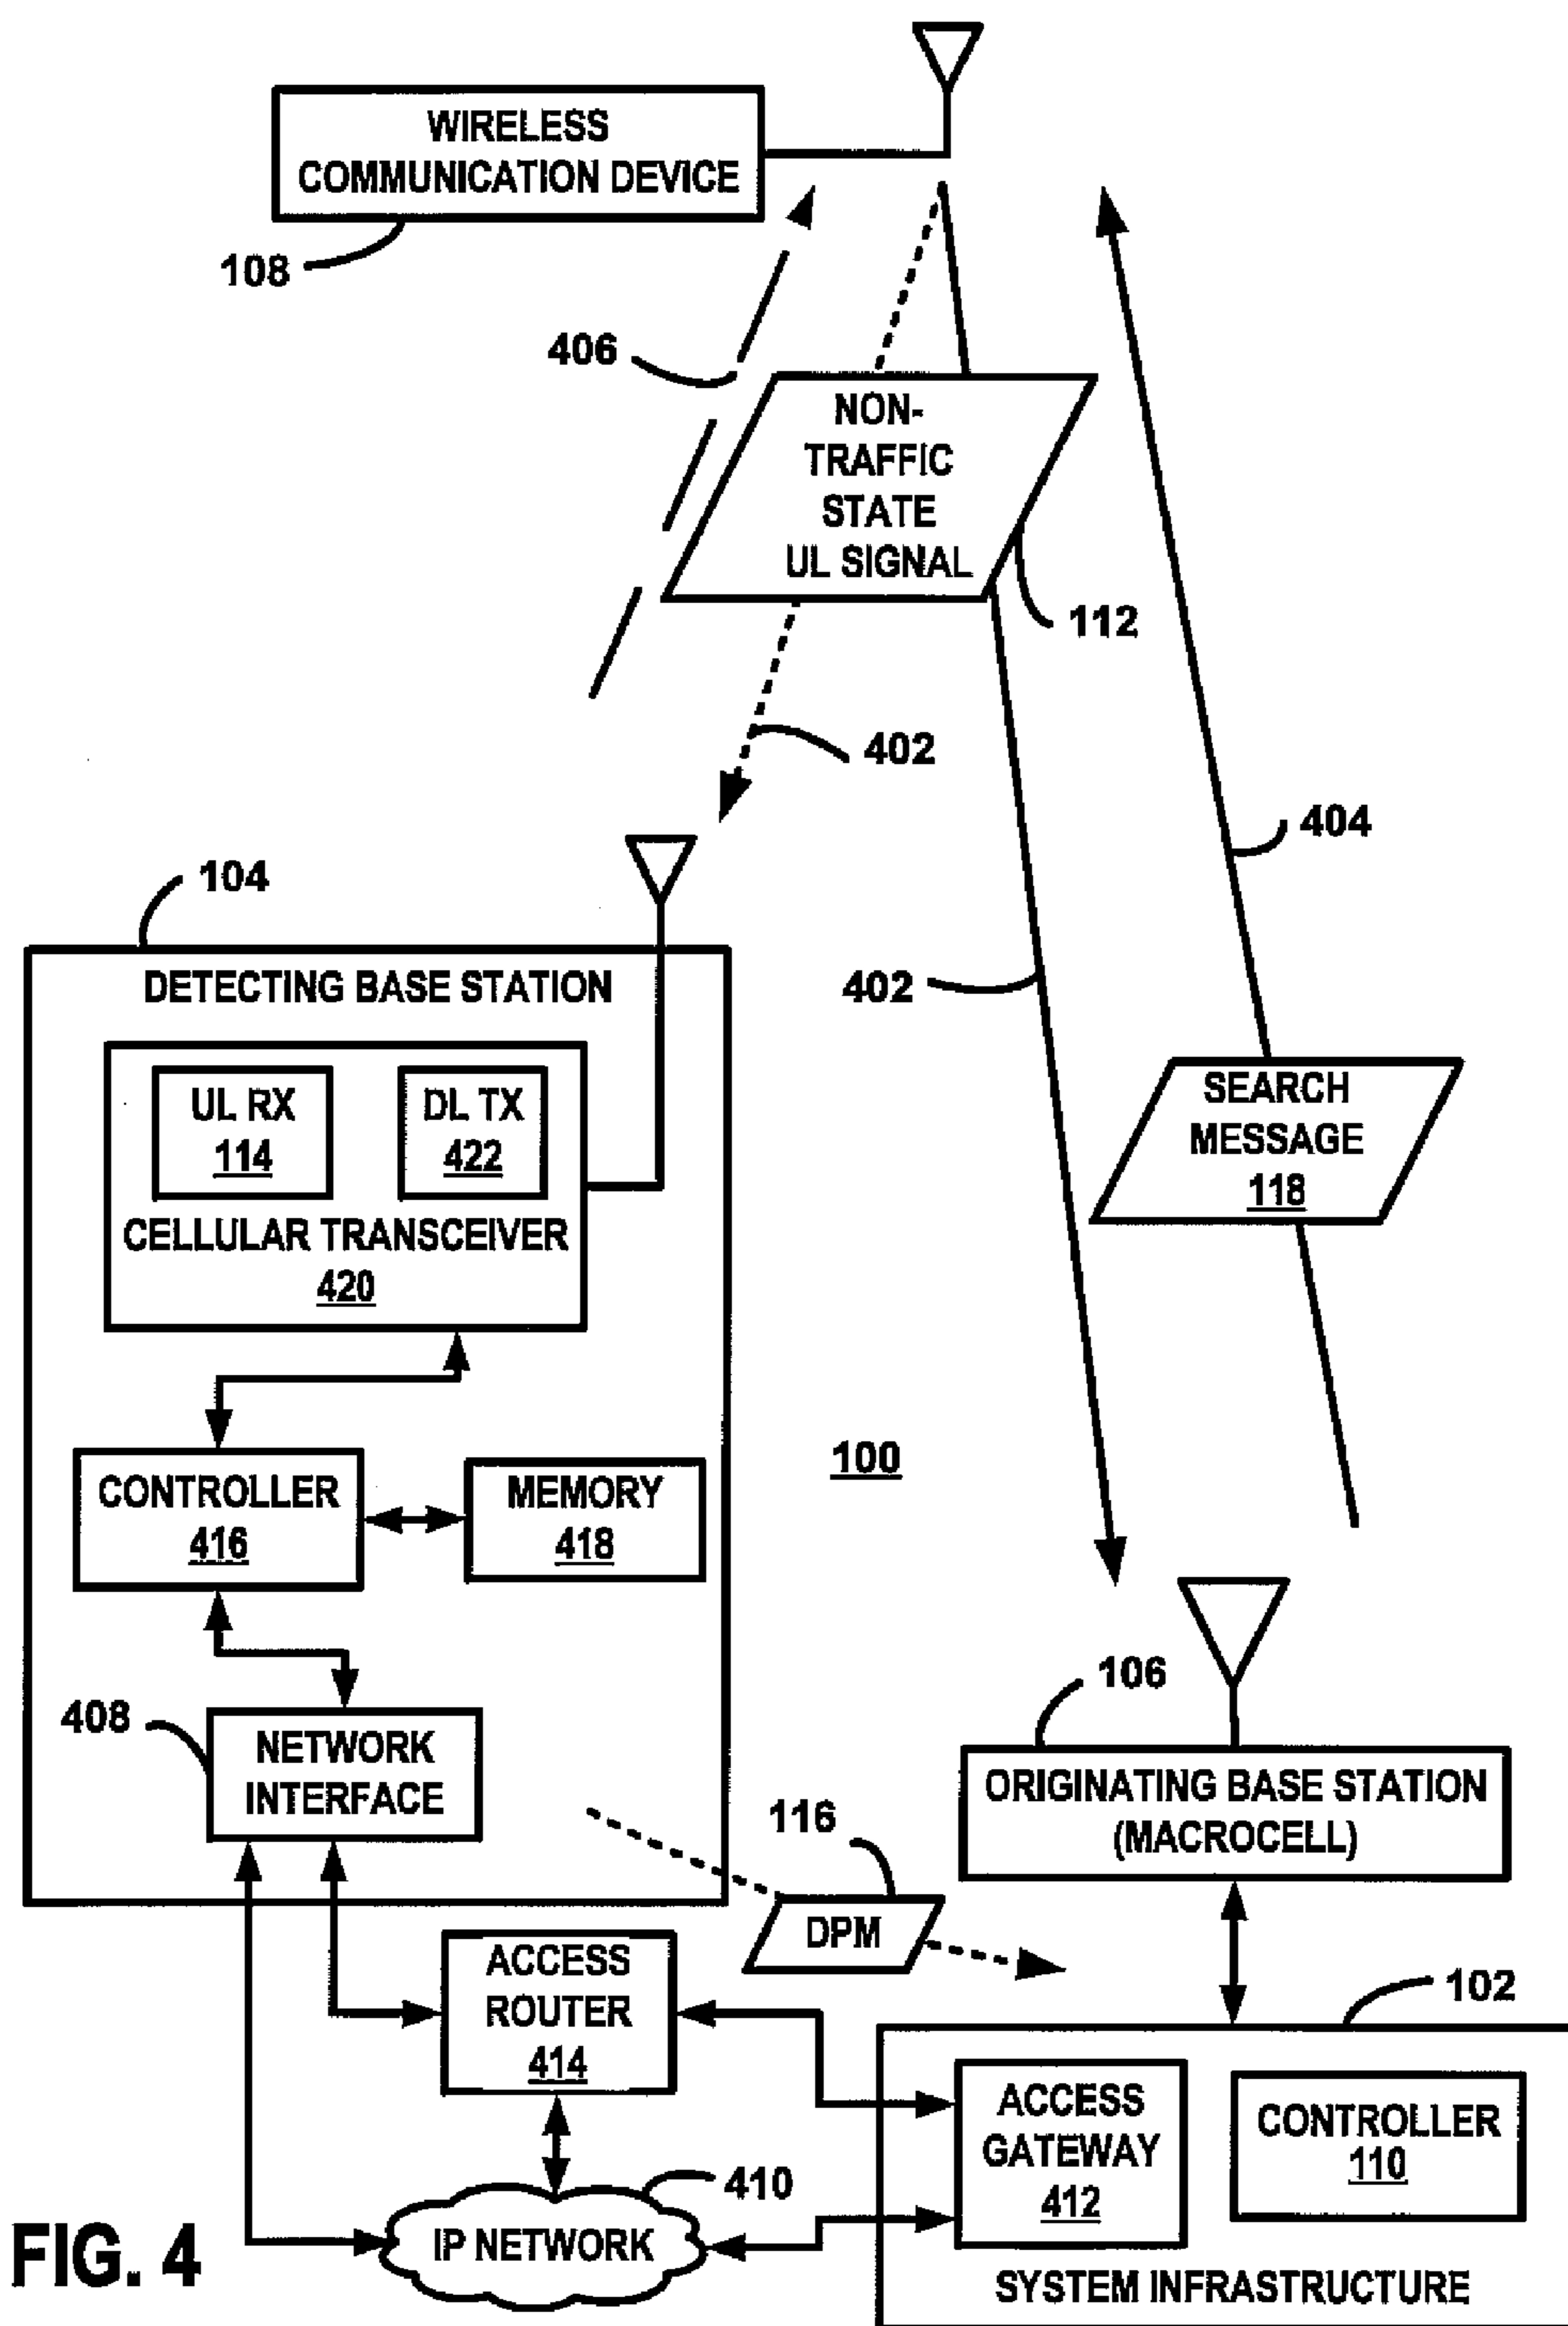 WIRELESS
COMMUNICATION DEVICE
108
406
NON-
TRAFFIC
STATE
UL SIGNAL
112
402
404
104
DETECTING BASE STATION
402
UL RX
114
DL TX
422
CELLULAR TRANSCEIVER
420
SEARCH
MESSAGE
118
100
CONTROLLER
416
MEMORY
418
106
408
NETWORK
INTERFACE
ORIGINATING BASE STATION
(MACROCELL)
116
DPM
ACCESS
ROUTER
414
102
ACCESS
GATEWAY
412
CONTROLLER
110
410
IP NETWORK
SYSTEM INFRASTRUCTURE
FIG. 4